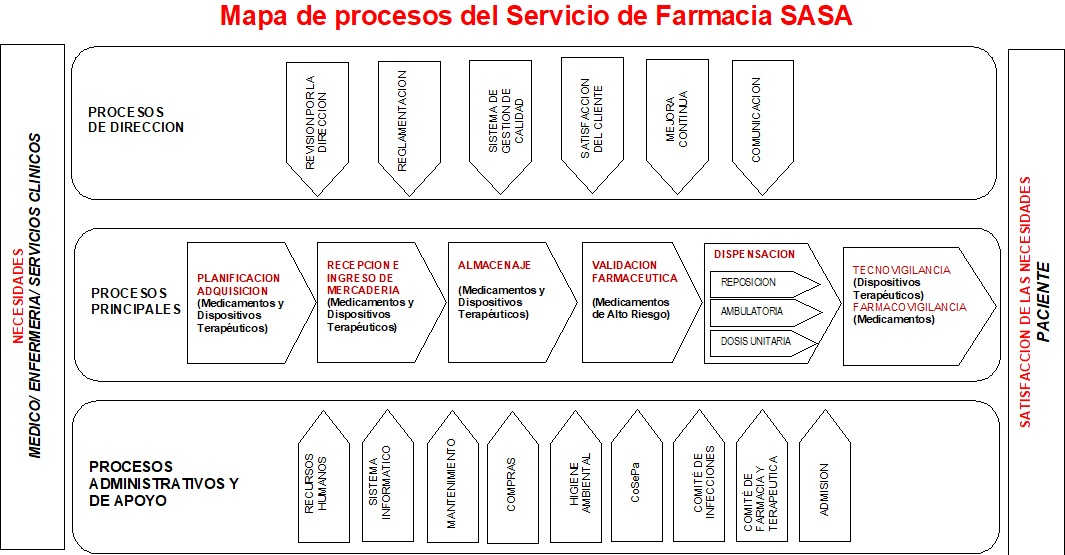 Mapa de procesos del Servicio de Farmacia SASA
NECESIDADES
MEDICO/ ENFERMERIA/ SERVICIOS CLINICOS
PROCESOS
DE DIRECCION
REVISION POR LA
DIRECCION
REGLAMENTACION
SISTEMA DE
GESTION DE
CALIDAD
SATISFACCION
DEL CLIENTE
MEJORA
CONTINUA
COMUNICACION
PROCESOS
PRINCIPALES
PLANIFICACION
ADQUISICION
(Medicamentos y
Dispositivos
Terapéuticos)
RECEPCION E
INGRESO DE
MERCADERIA
(Medicamentos y
Dispositivos
Terapéuticos)
ALMACENAJE
(Medicamentos y
Dispositivos
Terapéuticos)
VALIDACION
FARMACEUTICA
(Medicamentos
de Alto Riesgo)
DISPENSACION
REPOSICION
AMBULATORIA
DOSIS UNITARIA
TECNOVIGILANCIA
(Dispositivos
Terapéuticos)
FARMACOVIGILANCIA
(Medicamentos)
PROCESOS
ADMINISTRATIVOS Y
DE APOYO
RECURSOS
HUMANOS
SISTEMA
INFORMATICO
MANTENIMIENTO
COMPRAS
HIGIENE
AMBIENTAL
CoSePa
COMITÉ DE
INFECCIONES
COMITÉ DE
FARMACIA Y
TERAPEUTICA
ADMISION
SATISFACCION DE LAS NECESIDADES
PACIENTE